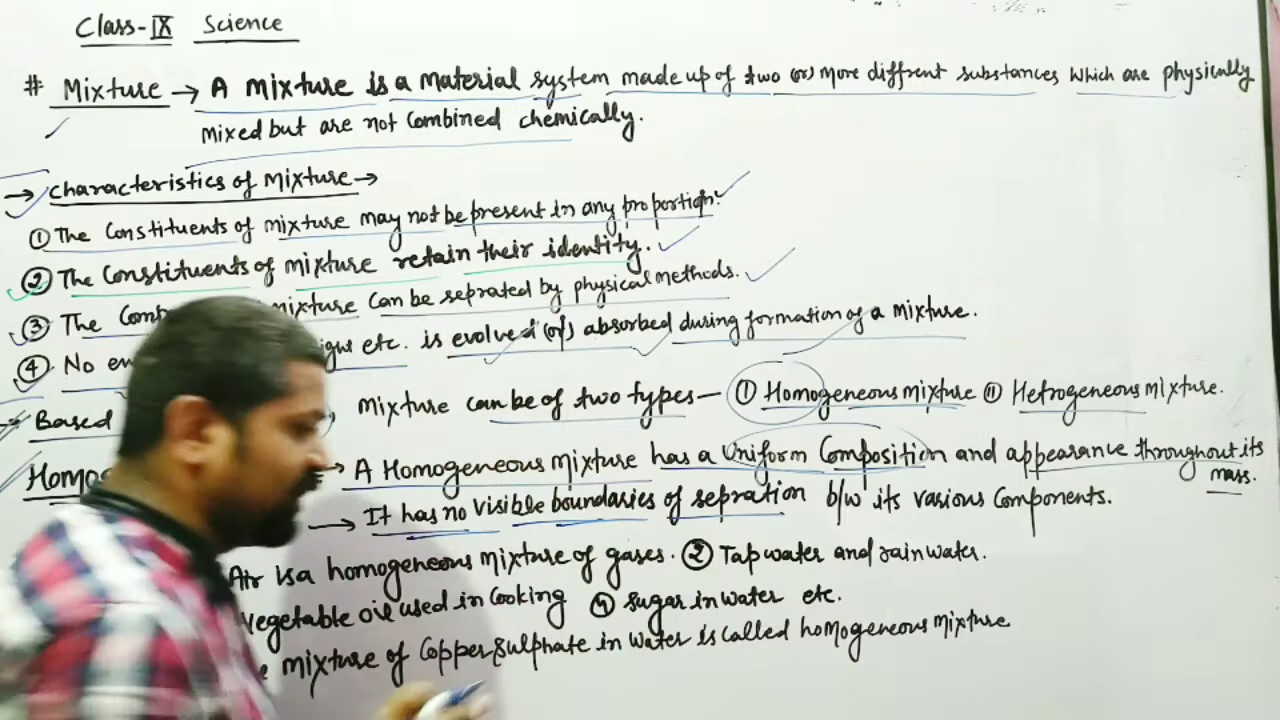 Class-IX Science
# Mixture → A mixture is a material system made up of two (or) more diffrent substances which are physically
mixed but are not combined chemically.
→ Characteristics of mixture →
① The Constituents of mixture may not be present in any proportion.
② The Constituents of mixture retain their identity.
③ The mixture can be seprated by physical methods.
④ No etc. is evolved (or) absorbed during formation of a mixture.
→ Based mixture can be of two types — ① Homogeneous mixture ⑪ Hetrogeneous mixture.
→ A Homogeneous mixture has a Uniform Composition and appearance throughout its
mass.
→ It has no visible boundaries of sepration b/w its various Components.
Air is a homogeneous mixture of gases. ② Tap water and rain water.
Vegetable oil used in Cooking ④ Sugar in water etc.
mixture of Copper Sulphate in water is called homogeneous mixture